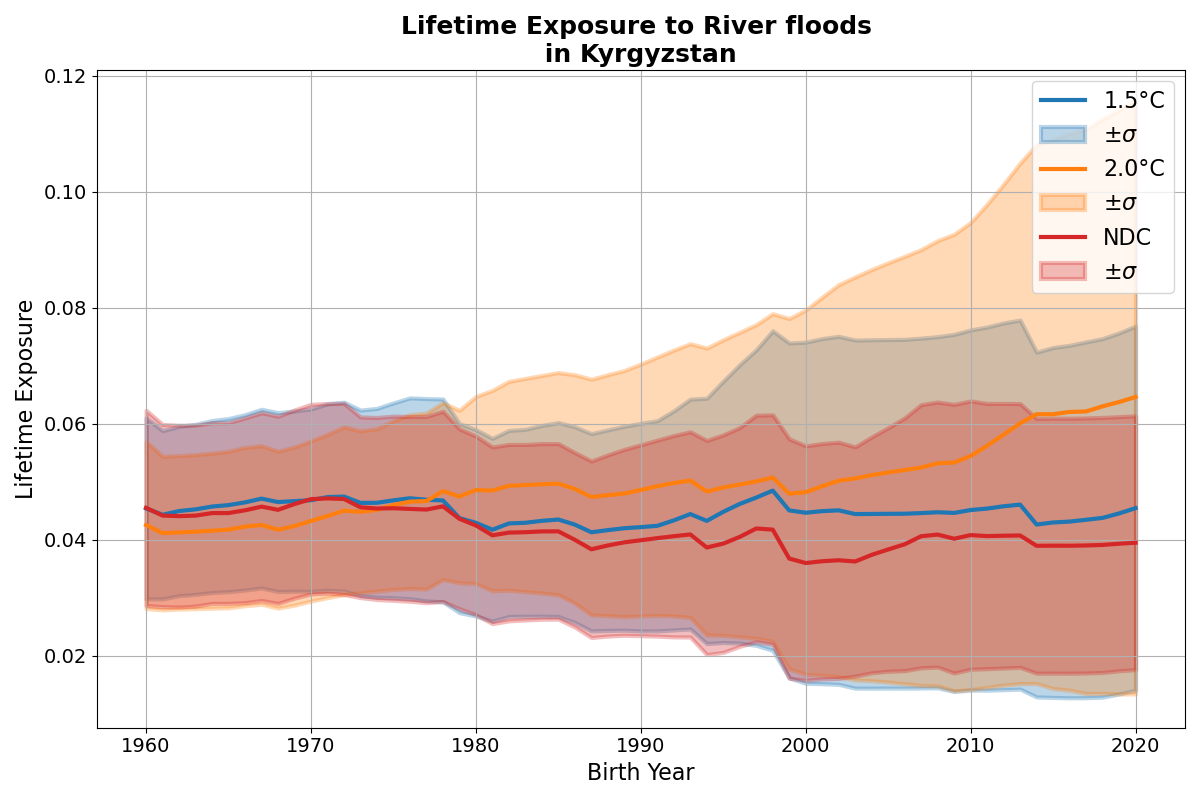 Lifetime Exposure to River floods
in Kyrgyzstan
0.12
0.10
0.08
0.06
0.04
0.02
Lifetime Exposure
1960
1970
1980
1990
2000
2010
2020
Birth Year
1.5°C
±σ
2.0°C
±σ
NDC
±σ